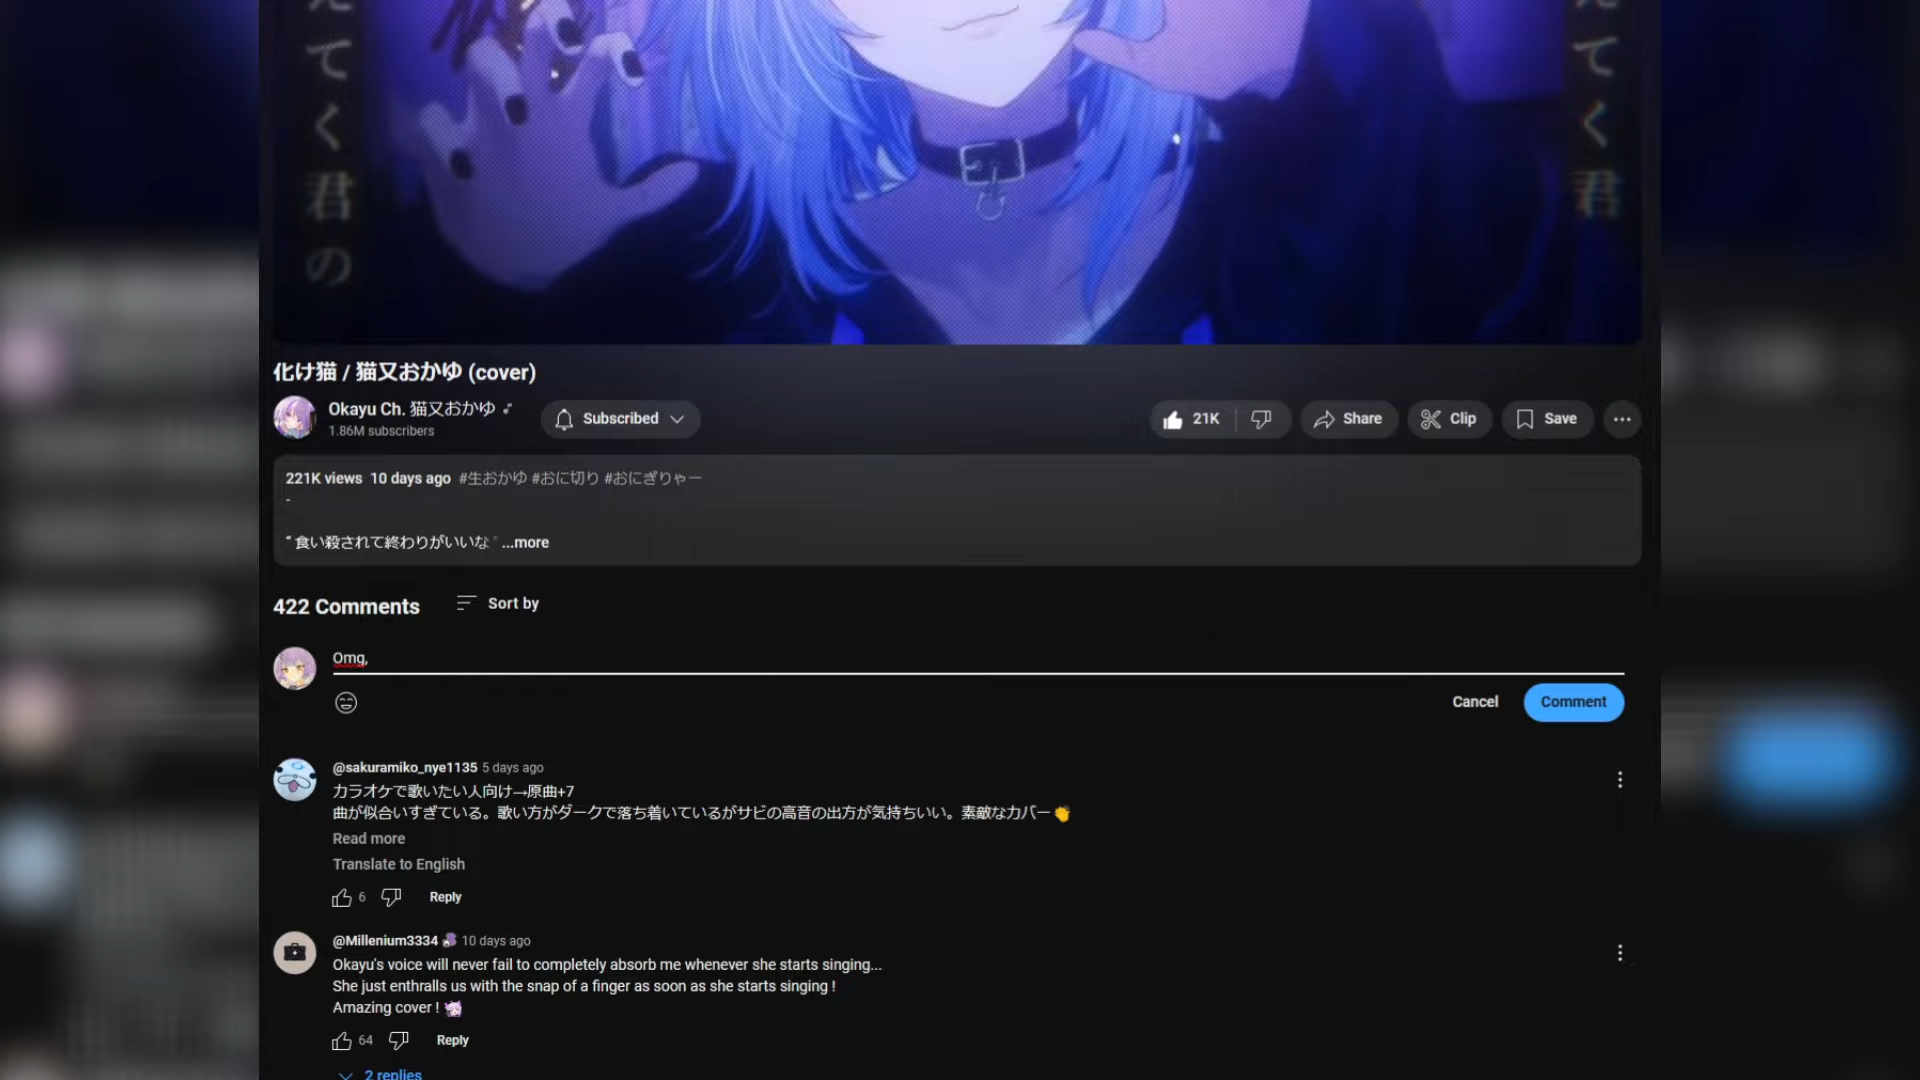 てく君の
てく君
化け猫 / 猫又おかゆ (cover)
Okayu Ch. 猫又おかゆ
1.86M subscribers
Subscribed
21K
Share
Clip
Save
221K views 10 days ago #生おかゆ #おに切り #おにぎりゃー
-
“ 食い殺されて終わりがいいな ” ...more
422 Comments
Sort by
Omg,
Cancel
Comment
@sakuramiko_nye1135 5 days ago
カラオケで歌いたい人向け→原曲+7
曲が似合いすぎている。歌い方がダークで落ち着いているがサビの高音の出方が気持ちいい。素敵なカバー👏
Read more
Translate to English
6
Reply
@Millenium3334 10 days ago
Okayu's voice will never fail to completely absorb me whenever she starts singing...
She just enthralls us with the snap of a finger as soon as she starts singing !
Amazing cover !
64
Reply
2 replies